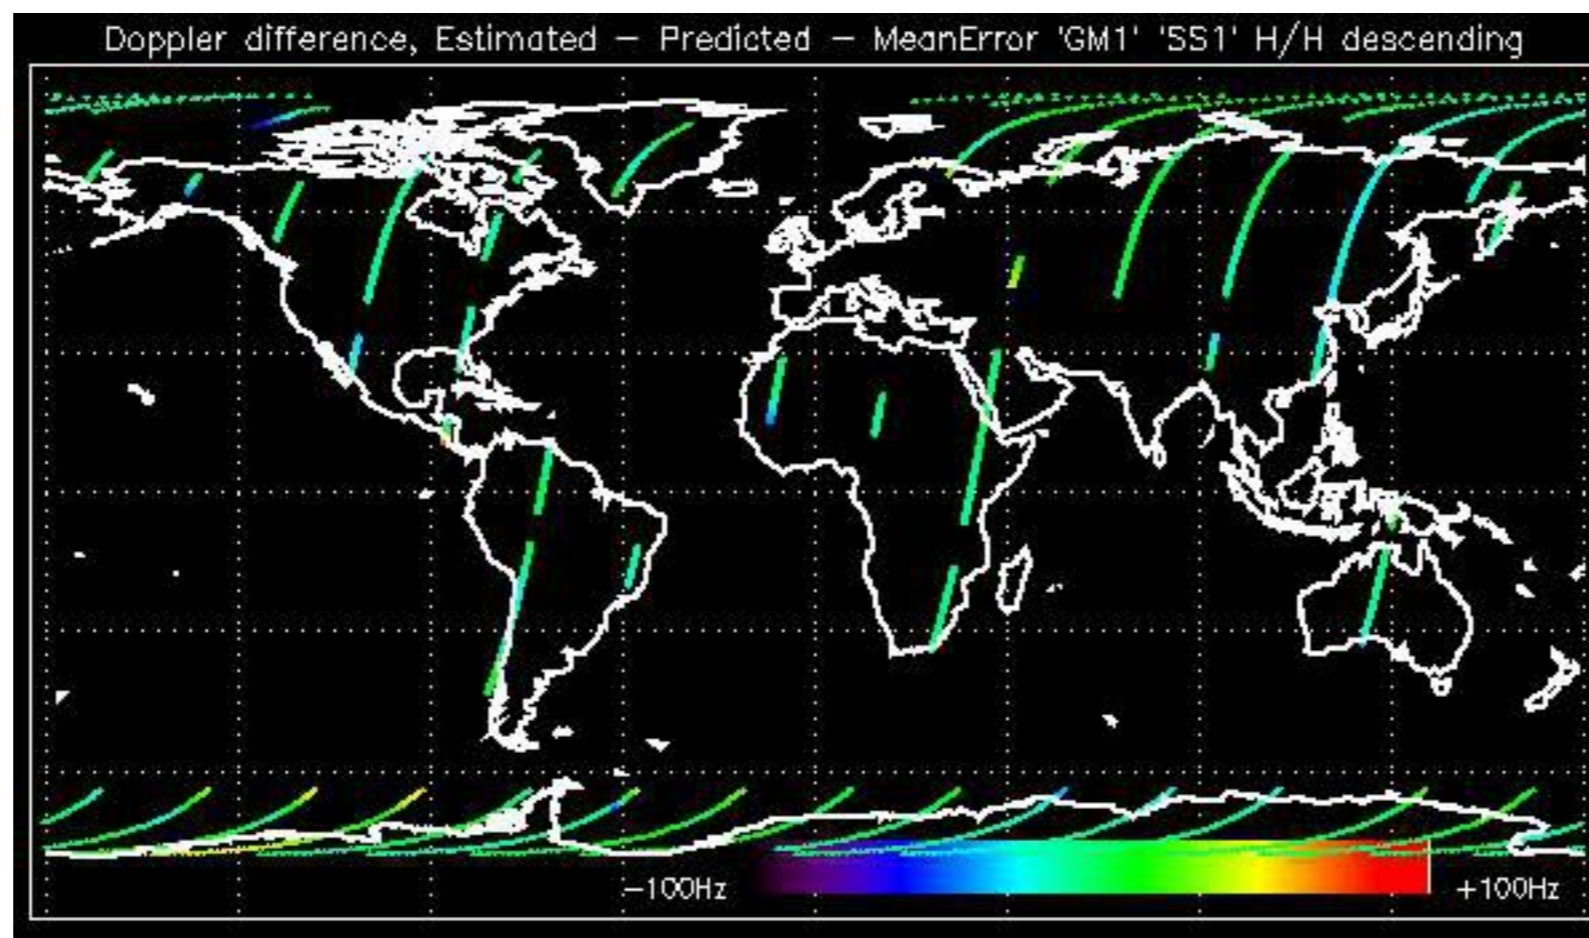 Doppler difference, Estimated – Predicted – MeanError 'GM1' 'SS1' H/H descending
–100Hz +100Hz